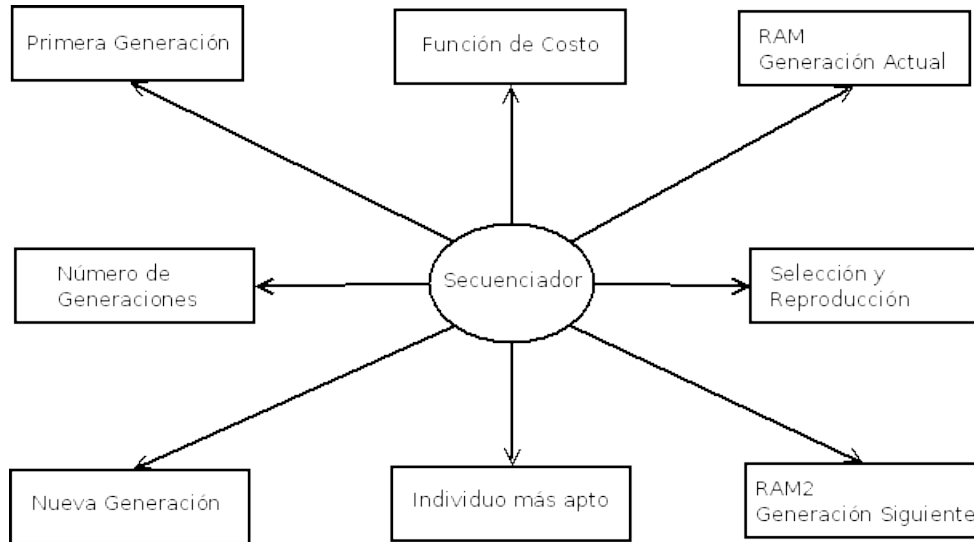 Primera Generación
Función de Costo
RAM
Generación Actual
Número de
Generaciones
Secuenciador
Selección y
Reproducción
Nueva Generación
Individuo más apto
RAM2
Generación Siguiente